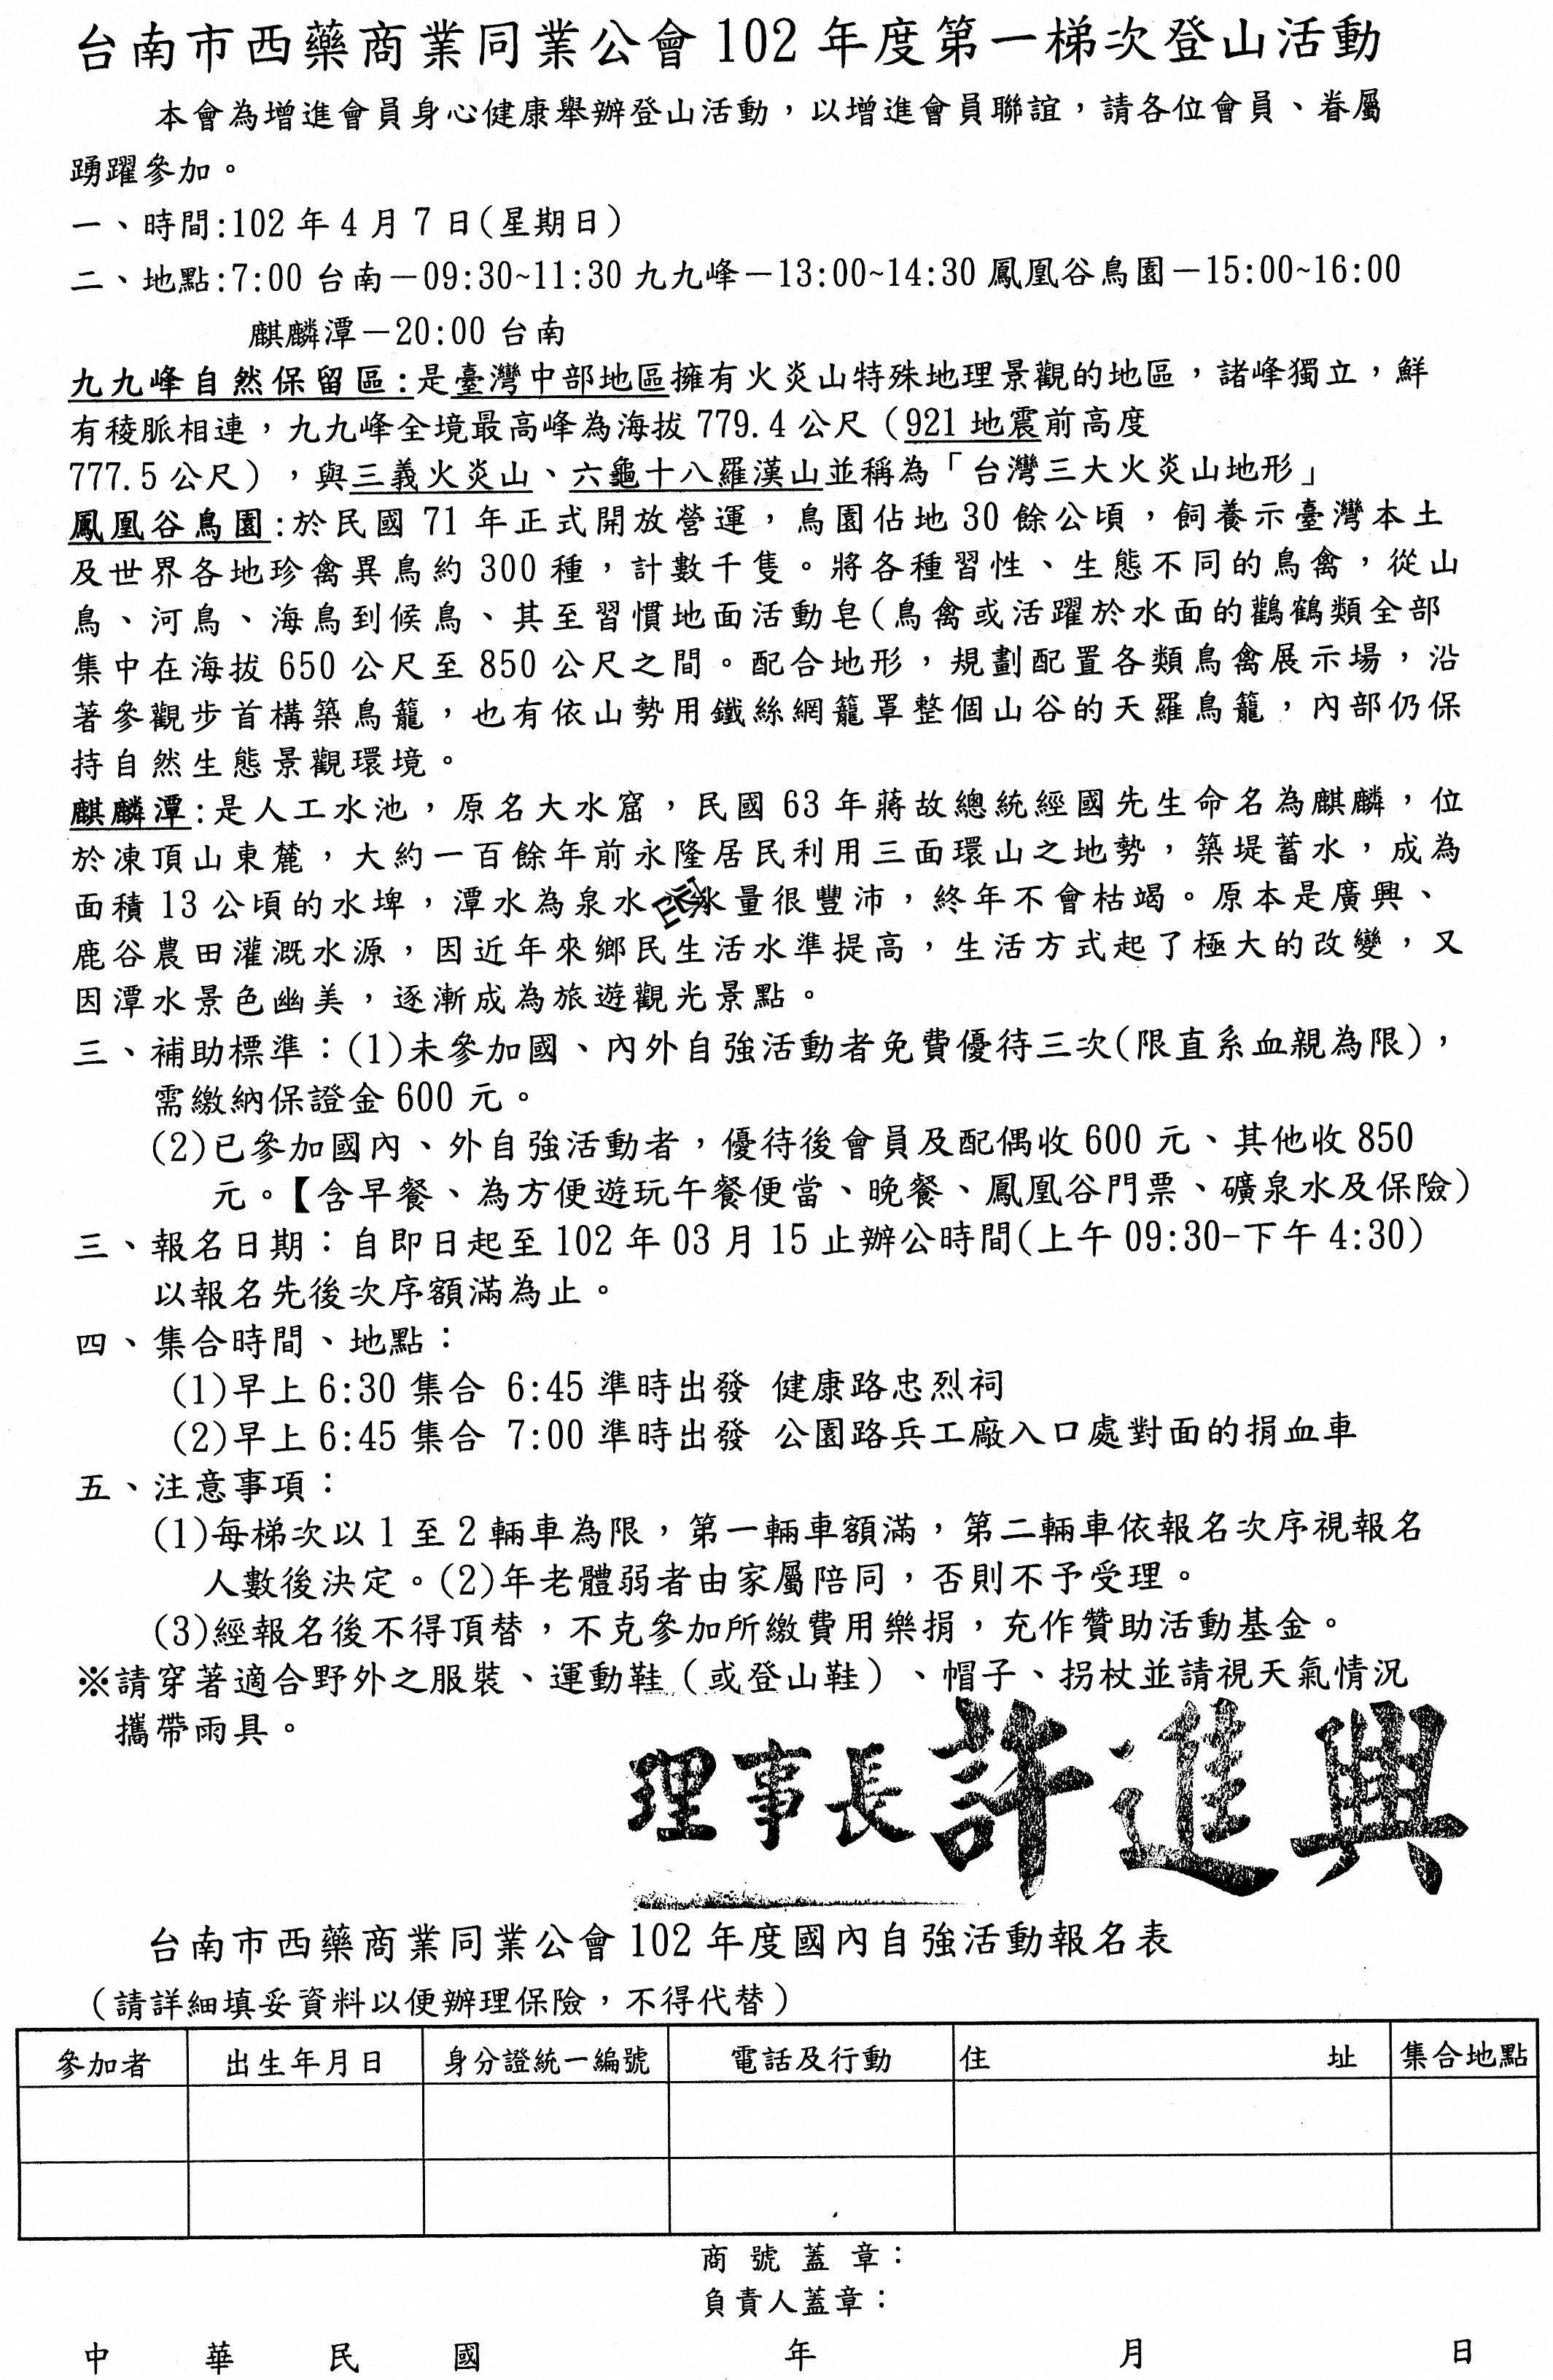 台南市西藥商業同業公會 102 年度第一梯次登山活動
本會為增進會員身心健康舉辦登山活動，以增進會員聯誼，請各位會員、眷屬
踴躍參加。
一、時間:102 年 4 月 7 日(星期日)
二、地點:7:00 台南－09:30~11:30 九九峰－13:00~14:30 鳳凰谷鳥園－15:00~16:00
麒麟潭－20:00 台南
九九峰自然保留區:是臺灣中部地區擁有火炎山特殊地理景觀的地區，諸峰獨立，鮮
有稜脈相連，九九峰全境最高峰為海拔 779.4 公尺（921 地震前高度
777.5 公尺），與三義火炎山、六龜十八羅漢山並稱為「台灣三大火炎山地形」
鳳凰谷鳥園:於民國 71 年正式開放營運，鳥園佔地 30 餘公頃，飼養示臺灣本土
及世界各地珍禽異鳥約 300 種，計數千隻。將各種習性、生態不同的鳥禽，從山
鳥、河鳥、海鳥到候鳥、其至習慣地面活動皂(鳥禽或活躍於水面的鸛鶴類全部
集中在海拔 650 公尺至 850 公尺之間。配合地形，規劃配置各類鳥禽展示場，沿
著參觀步首構築鳥籠，也有依山勢用鐵絲網籠罩整個山谷的天羅鳥籠，內部仍保
持自然生態景觀環境。
麒麟潭:是人工水池，原名大水窟，民國 63 年蔣故總統經國先生命名為麒麟，位
於凍頂山東麓，大約一百餘年前永隆居民利用三面環山之地勢，築堤蓄水，成為
面積 13 公頃的水埤，潭水為泉水 水量很豐沛，終年不會枯竭。原本是廣興、
鹿谷農田灌溉水源，因近年來鄉民生活水準提高，生活方式起了極大的改變，又
因潭水景色幽美，逐漸成為旅遊觀光景點。
三、補助標準：(1)未參加國、內外自強活動者免費優待三次(限直系血親為限)，
需繳納保證金 600 元。
(2)已參加國內、外自強活動者，優待後會員及配偶收 600 元、其他收 850
元。【含早餐、為方便遊玩午餐便當、晚餐、鳳凰谷門票、礦泉水及保險)
三、報名日期：自即日起至 102 年 03 月 15 止辦公時間(上午 09:30-下午 4:30)
以報名先後次序額滿為止。
四、集合時間、地點：
(1)早上 6:30 集合 6:45 準時出發 健康路忠烈祠
(2)早上 6:45 集合 7:00 準時出發 公園路兵工廠入口處對面的捐血車
五、注意事項：
(1)每梯次以 1 至 2 輛車為限，第一輛車額滿，第二輛車依報名次序視報名
人數後決定。(2)年老體弱者由家屬陪同，否則不予受理。
(3)經報名後不得頂替，不克參加所繳費用樂捐，充作贊助活動基金。
※請穿著適合野外之服裝、運動鞋（或登山鞋）、帽子、拐杖並請視天氣情況
攜帶雨具。
理事長許進興
台南市西藥商業同業公會 102 年度國內自強活動報名表
（請詳細填妥資料以便辦理保險，不得代替）
參加者 出生年月日 身分證統一編號 電話及行動 住 址 集合地點
商 號 蓋 章：
負責人蓋章：
中 華 民 國 年 月 日